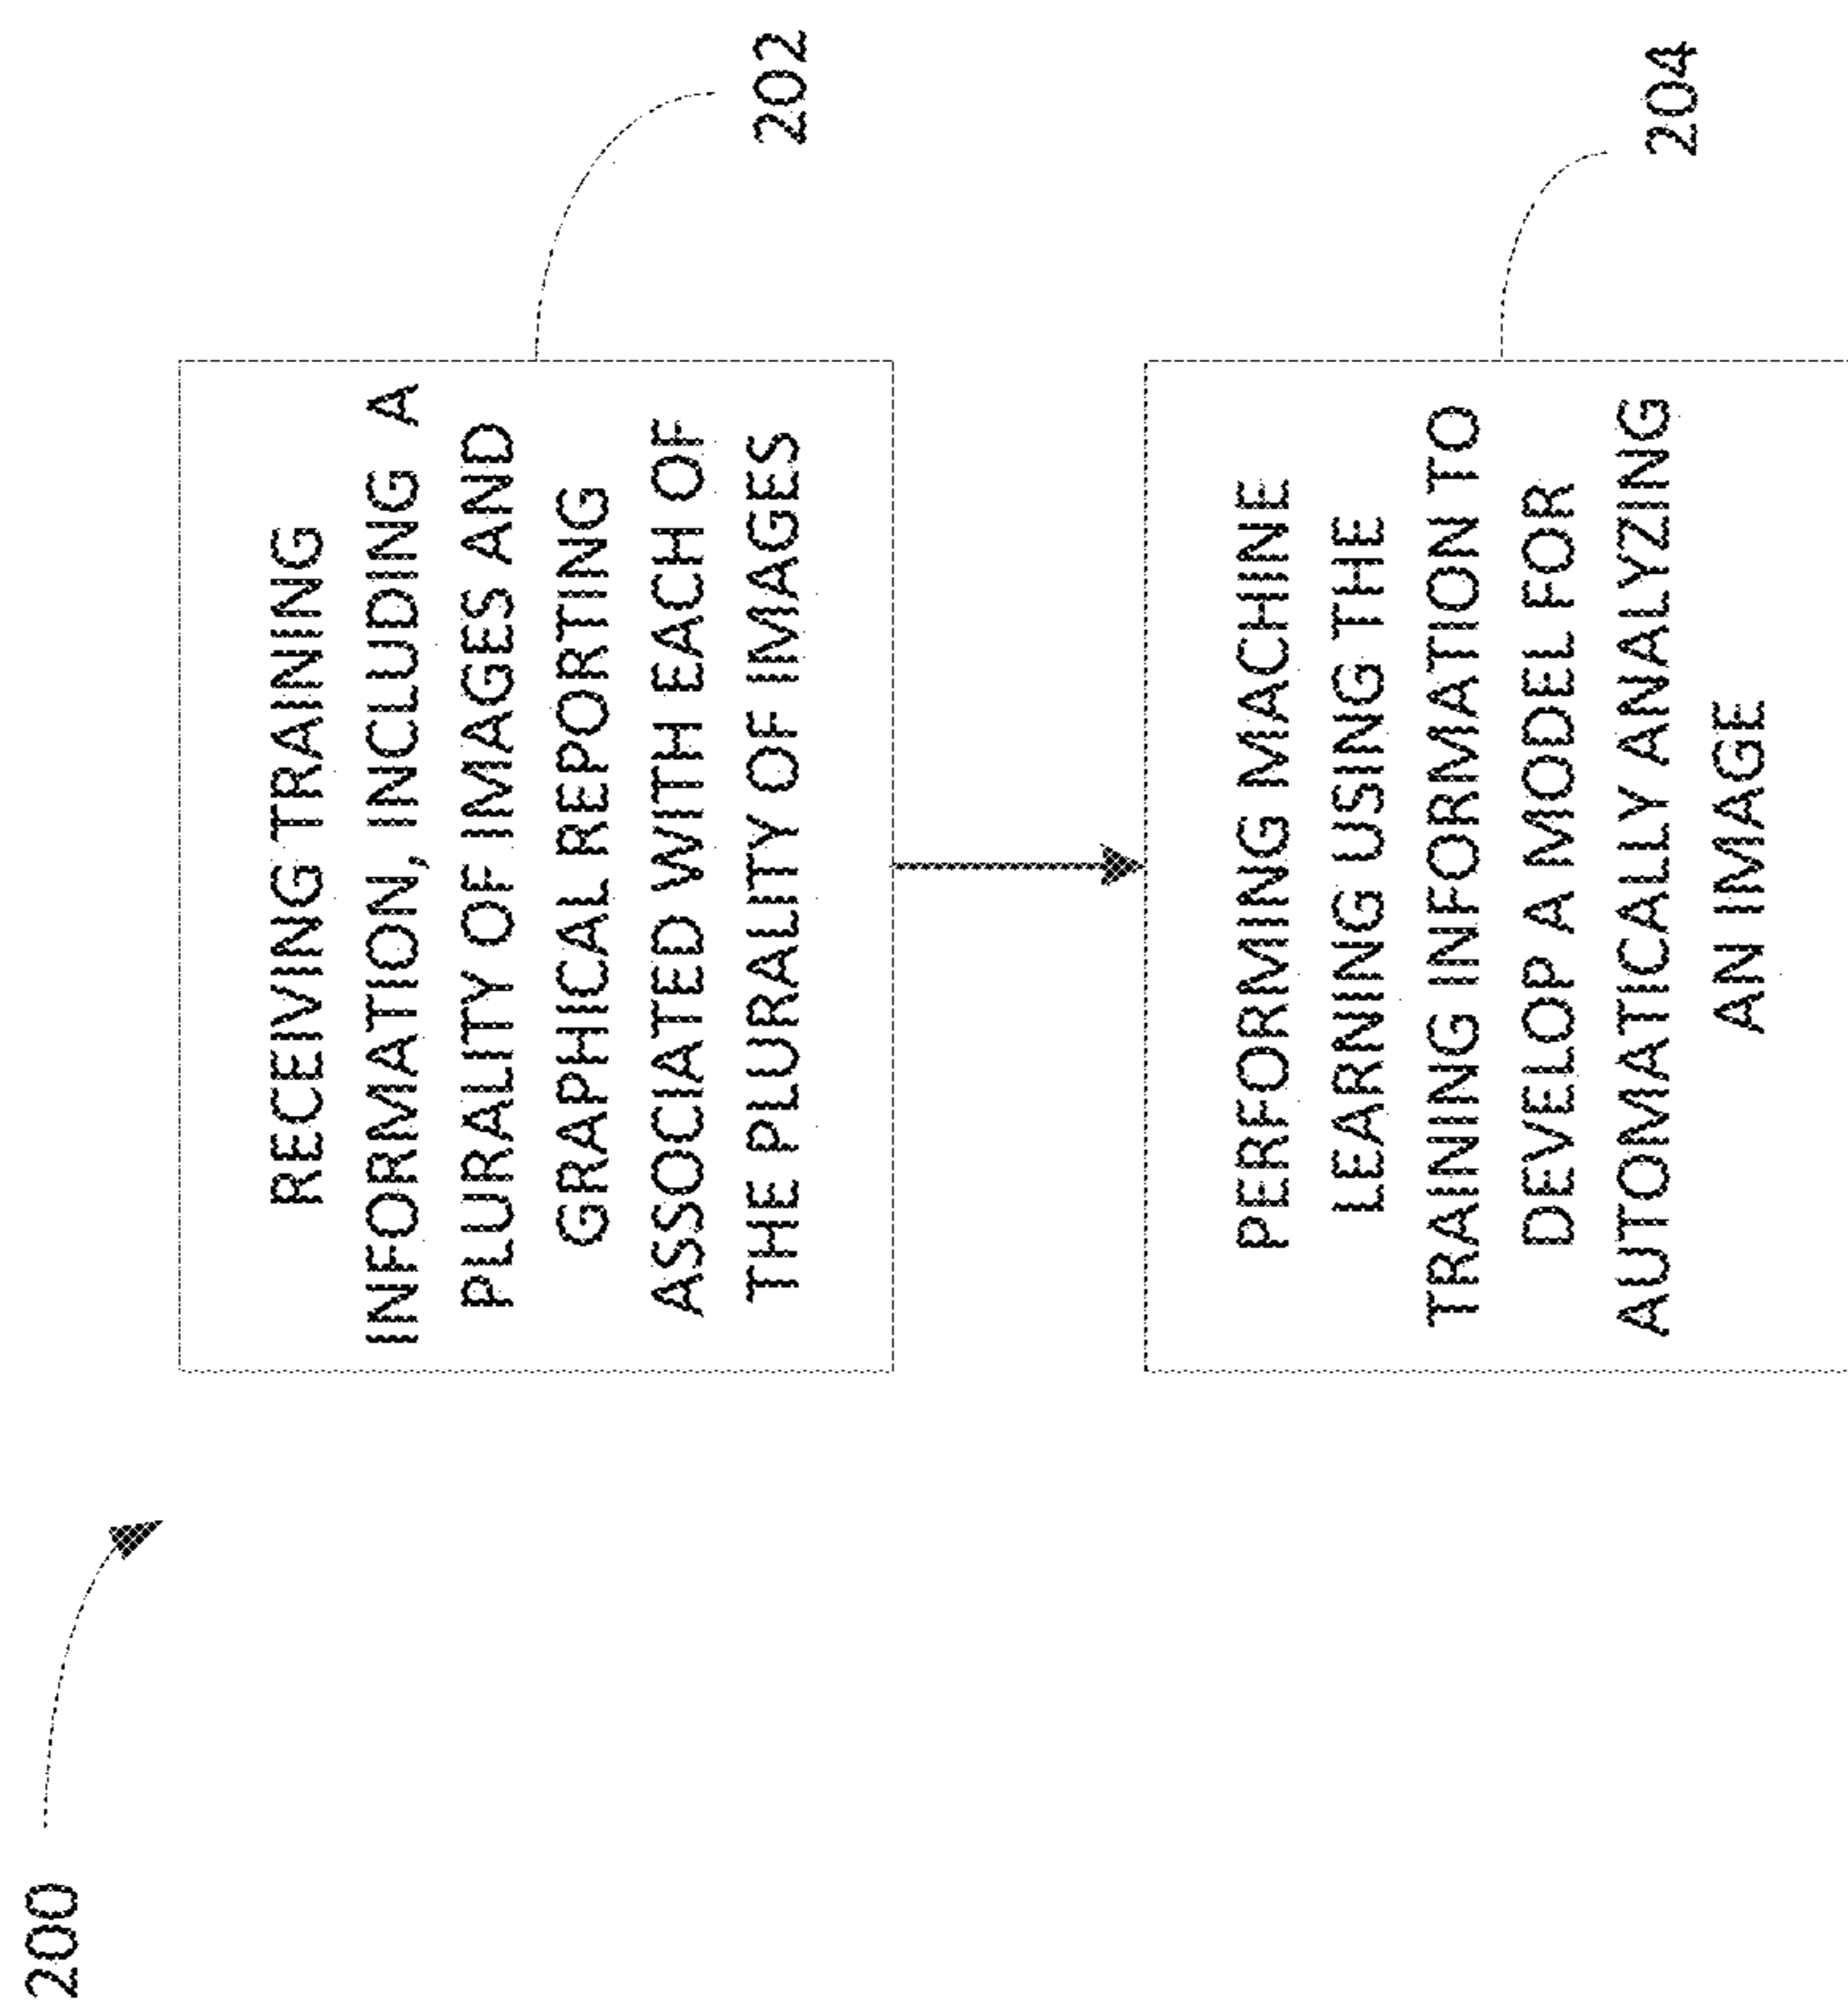 200
RECEIVING TRAINING
INFORMATION, INCLUDING A
PLURALITY OF IMAGES AND
GRAPHICAL REPORTING
ASSOCIATED WITH EACH OF
THE PLURALITY OF IMAGES
202
PERFORMING MACHINE
LEARNING USING THE
TRAINING INFORMATION TO
DEVELOP A MODEL FOR
AUTOMATICALLY ANALYZING
AN IMAGE
204